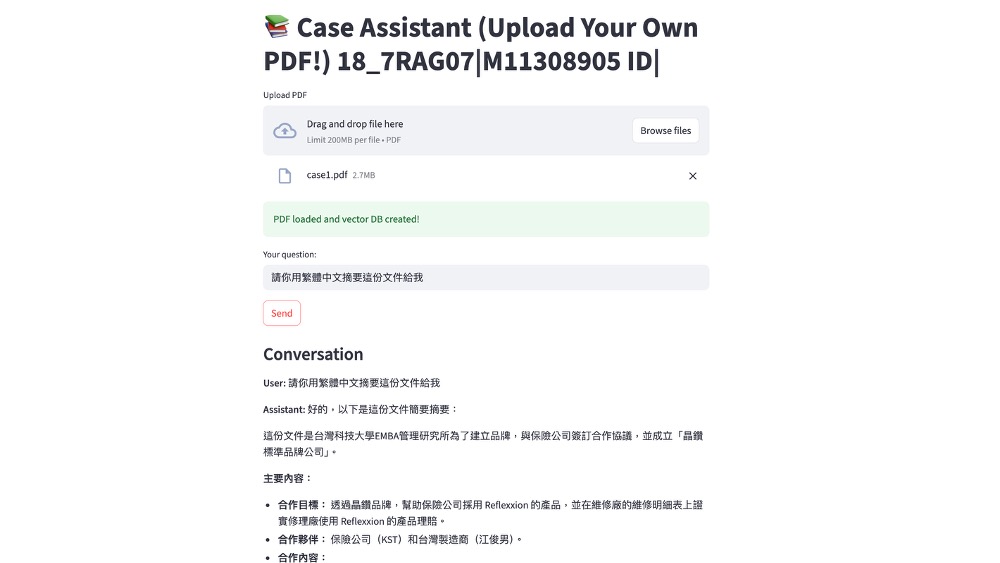 📚 Case Assistant (Upload Your Own
PDF!) 18_7RAG07|M11308905 ID|
Upload PDF
Drag and drop file here
Limit 200MB per file • PDF
Browse files
case1.pdf 2.7MB
PDF loaded and vector DB created!
Your question:
請你用繁體中文摘要這份文件給我
Send
Conversation
User: 請你用繁體中文摘要這份文件給我
Assistant: 好的，以下是這份文件簡要摘要：
這份文件是台灣科技大學EMBA管理研究所為了建立品牌，與保險公司簽訂合作協議，並成立「晶鑽
標準品牌公司」。
主要內容：
• 合作目標： 透過晶鑽品牌，幫助保險公司採用 Reflexxion 的產品，並在維修廠的維修明細表上證
實修理廠使用 Reflexxion 的產品理賠。
• 合作夥伴： 保險公司（KST）和台灣製造商（江俊男）。
• 合作內容：